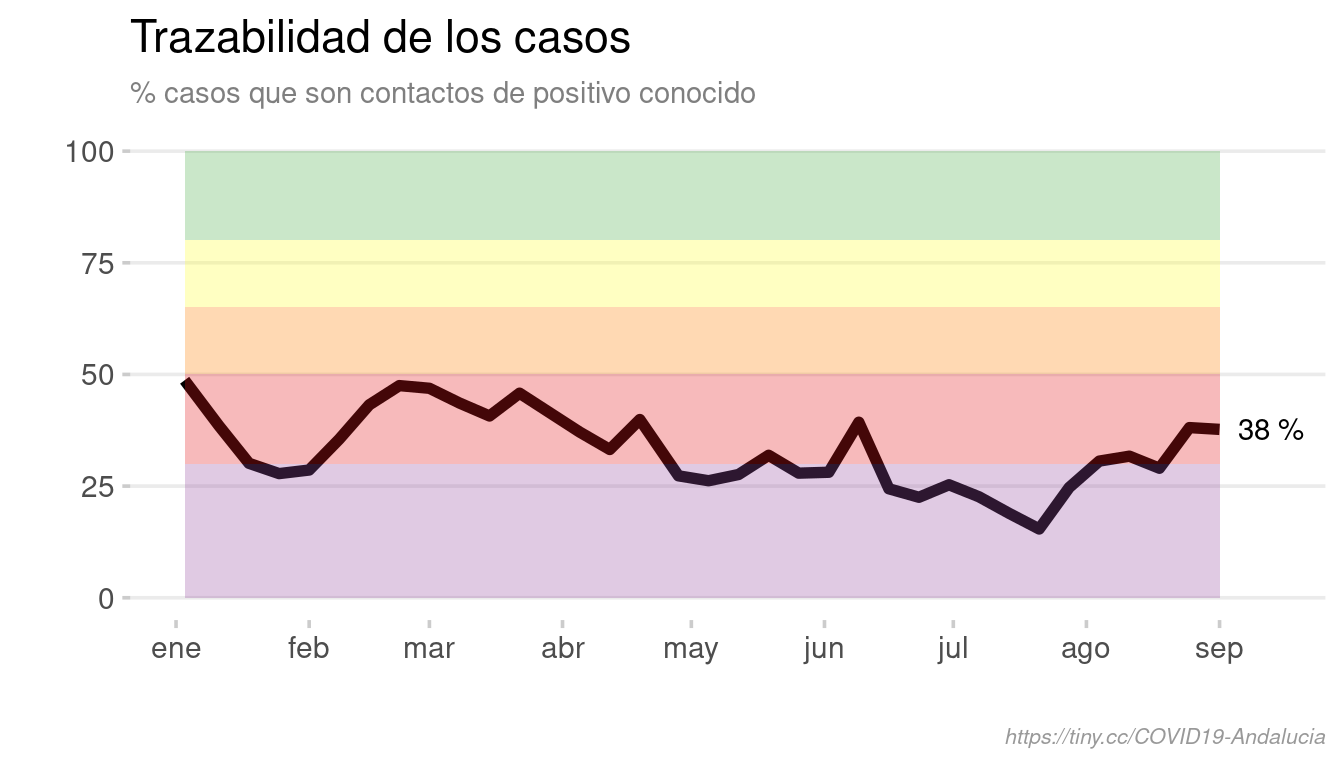 Trazabilidad de los casos
% casos que son contactos de positivo conocido
100
75
50
38 %
25
0
ene feb mar abr may jun jul ago sep
https://tiny.cc/COVID19-Andalucia